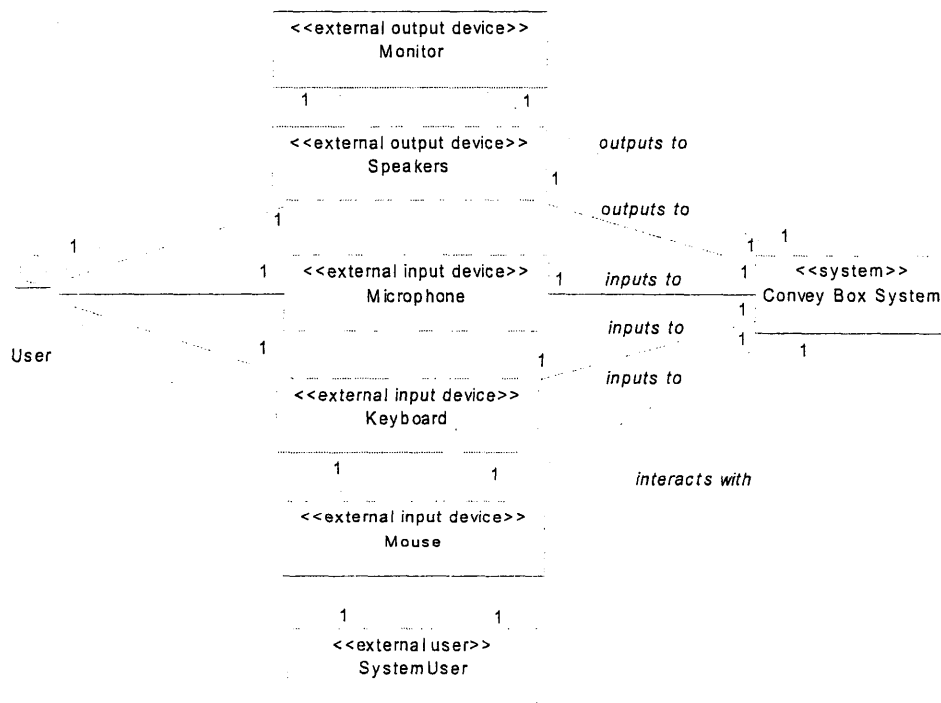 <<external output device>>
Monitor
1 1
<<external output device>>
Speakers
outputs to
1
outputs to
1
1
1 1
1
<<external input device>>
Microphone
1
inputs to
1
<<system>>
Convey Box System
1
inputs to
1
1
1
1
inputs to
User
<<external input device>>
Keyboard
1 1
interacts with
<<external input device>>
Mouse
1 1
<<external user>>
SystemUser